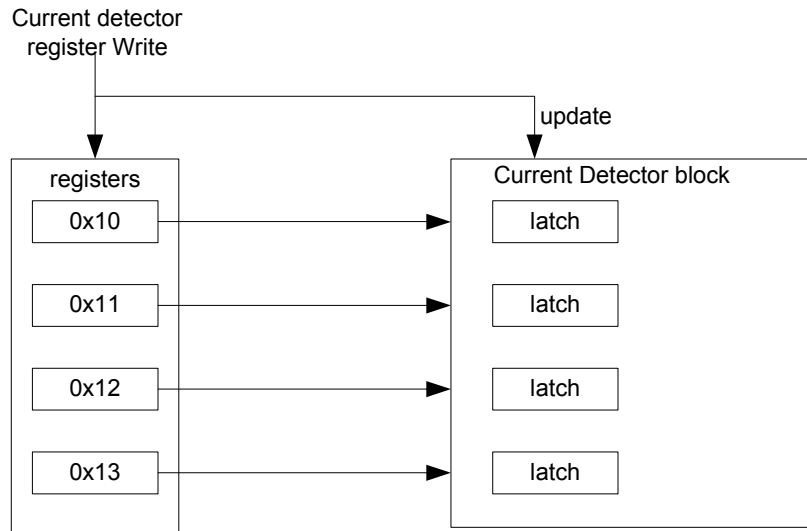 Current detector
register Write
update
registers
Current Detector block
0x10
latch
0x11
latch
0x12
latch
0x13
latch